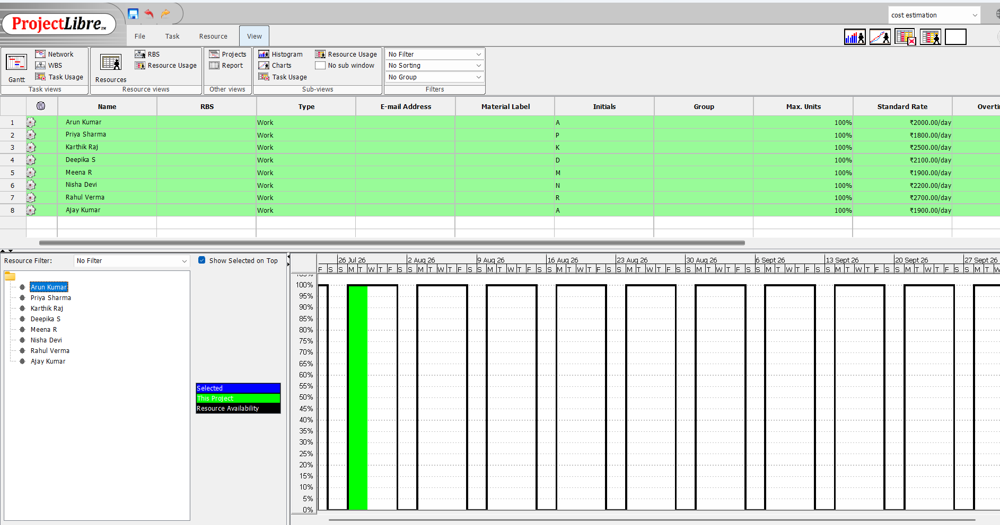 ProjectLibre™
cost estimation
File Task Resource View
Network
WBS
Task Usage
Gantt
Task views
RBS
Resource Usage
Resources
Resource views
Projects
Report
Other views
Histogram Resource Usage
Charts No sub window
Task Usage
Sub-views
No Filter
No Sorting
No Group
Filters
Name RBS Type E-mail Address Material Label Initials Group Max. Units Standard Rate Overti
1 Arun Kumar Work A 100% ₹2000.00/day
2 Priya Sharma Work P 100% ₹1800.00/day
3 Karthik Raj Work K 100% ₹2500.00/day
4 Deepika S Work D 100% ₹2100.00/day
5 Meena R Work M 100% ₹1900.00/day
6 Nisha Devi Work N 100% ₹2200.00/day
7 Rahul Verma Work R 100% ₹2700.00/day
8 Ajay Kumar Work A 100% ₹1900.00/day
Resource Filter: No Filter Show Selected on Top
Arun Kumar
Priya Sharma
Karthik Raj
Deepika S
Meena R
Nisha Devi
Rahul Verma
Ajay Kumar
Selected
This Project
Resource Availability
26 Jul 26 2 Aug 26 9 Aug 26 16 Aug 26 23 Aug 26 30 Aug 26 6 Sept 26 13 Sept 26 20 Sept 26 27 Sept 26
F S S M T W T F S S M T W T F S S M T W T F S S M T W T F S S M T W T F S S M T W T F S S M T W T F S S M T W T F S S M T W T F S S M T W
105%
100%
95%
90%
85%
80%
75%
70%
65%
60%
55%
50%
45%
40%
35%
30%
25%
20%
15%
10%
5%
0%